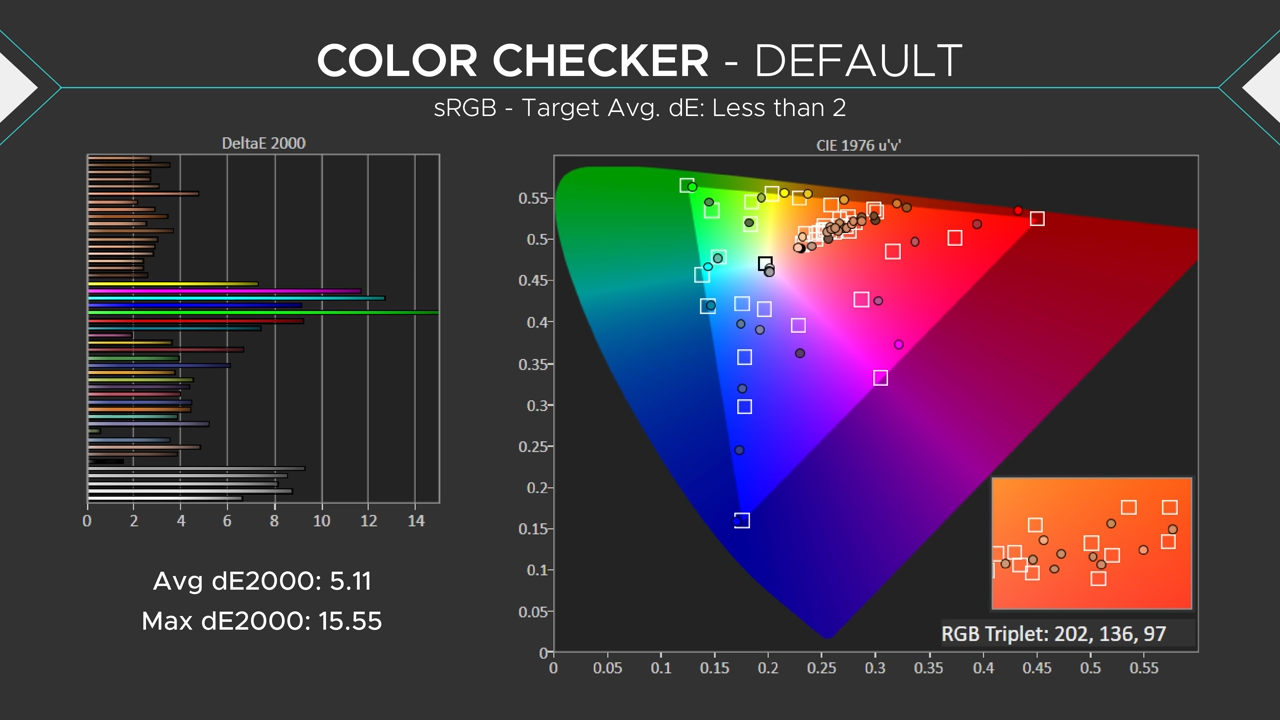 COLOR CHECKER - DEFAULT
sRGB - Target Avg. dE: Less than 2
DeltaE 2000
0 2 4 6 8 10 12 14
Avg dE2000: 5.11
Max dE2000: 15.55
CIE 1976 u'v'
0.55
0.5
0.45
0.4
0.35
0.3
0.25
0.2
0.15
0.1
0.05
0
RGB Triplet: 202, 136, 97
0 0.05 0.1 0.15 0.2 0.25 0.3 0.35 0.4 0.45 0.5 0.55